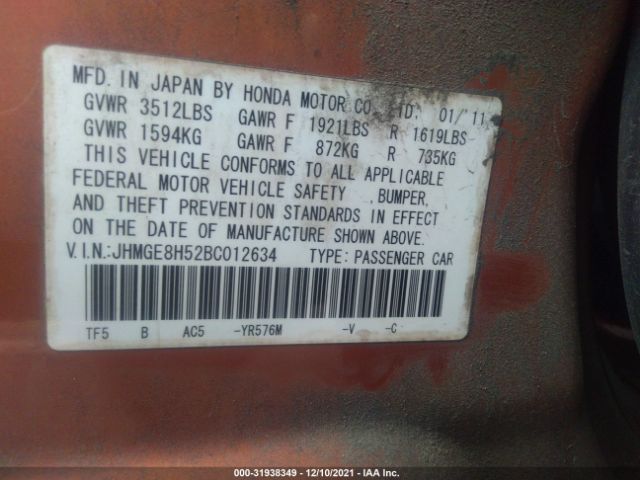 MFD. IN JAPAN BY HONDA MOTOR CO. LTD. 01/'11
GVWR 3512LBS GAWR F 1921LBS R 1619LBS
GVWR 1594KG GAWR F 872KG R 735KG
THIS VEHICLE CONFORMS TO ALL APPLICABLE
FEDERAL MOTOR VEHICLE SAFETY , BUMPER,
AND THEFT PREVENTION STANDARDS IN EFFECT
ON THE DATE OF MANUFACTURE SHOWN ABOVE.
V.I.N.:JHMGE8H52BC012634 TYPE: PASSENGER CAR
TF5 B AC5 -YR576M -V -C
000-31938349 - 12/10/2021 - IAA Inc.